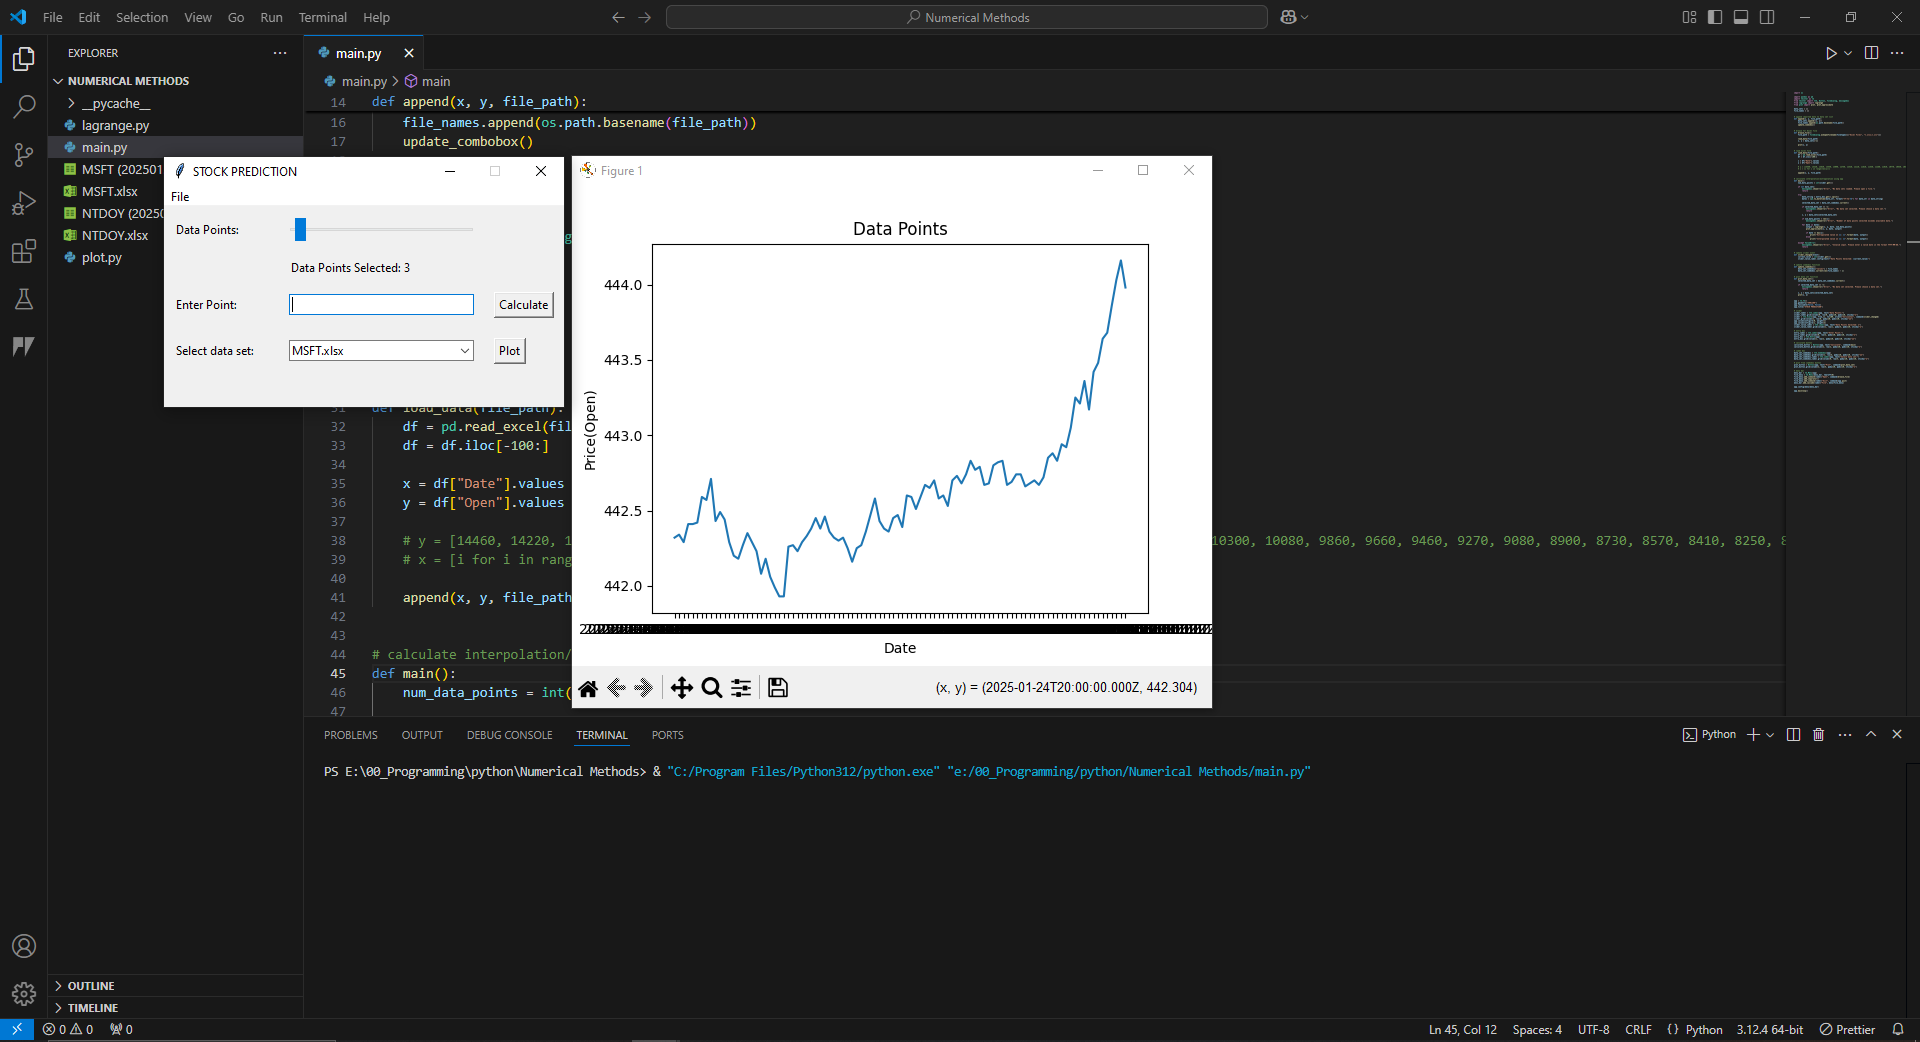 File Edit Selection View Go Run Terminal Help
Numerical Methods
EXPLORER
NUMERICAL METHODS
__pycache__
lagrange.py
main.py
MSFT (202501
MSFT.xlsx
NTDOY (20250
NTDOY.xlsx
plot.py
OUTLINE
TIMELINE
main.py
main.py > main
14 def append(x, y, file_path):
16 file_names.append(os.path.basename(file_path))
17 update_combobox()
STOCK PREDICTION
File
Data Points:
Data Points Selected: 3
Enter Point:
Calculate
Select data set:
MSFT.xlsx
Plot
31 def load_data(file_path):
32 df = pd.read_excel(fil
33 df = df.iloc[-100:]
34
35 x = df["Date"].values
36 y = df["Open"].values
37
38 # y = [14460, 14220, 1
10300, 10080, 9860, 9660, 9460, 9270, 9080, 8900, 8730, 8570, 8410, 8250, 8
39 # x = [i for i in rang
40
41 append(x, y, file_path
42
43
44 # calculate interpolation/
45 def main():
46 num_data_points = int(
47
Figure 1
Data Points
Price(Open)
444.0
443.5
443.0
442.5
442.0
Date
(x, y) = (2025-01-24T20:00:00.000Z, 442.304)
PROBLEMS OUTPUT DEBUG CONSOLE TERMINAL PORTS
Python
PS E:\00_Programming\python\Numerical Methods> & "C:/Program Files/Python312/python.exe" "e:/00_Programming/python/Numerical Methods/main.py"
0 0 0
Ln 45, Col 12 Spaces: 4 UTF-8 CRLF {} Python 3.12.4 64-bit Prettier